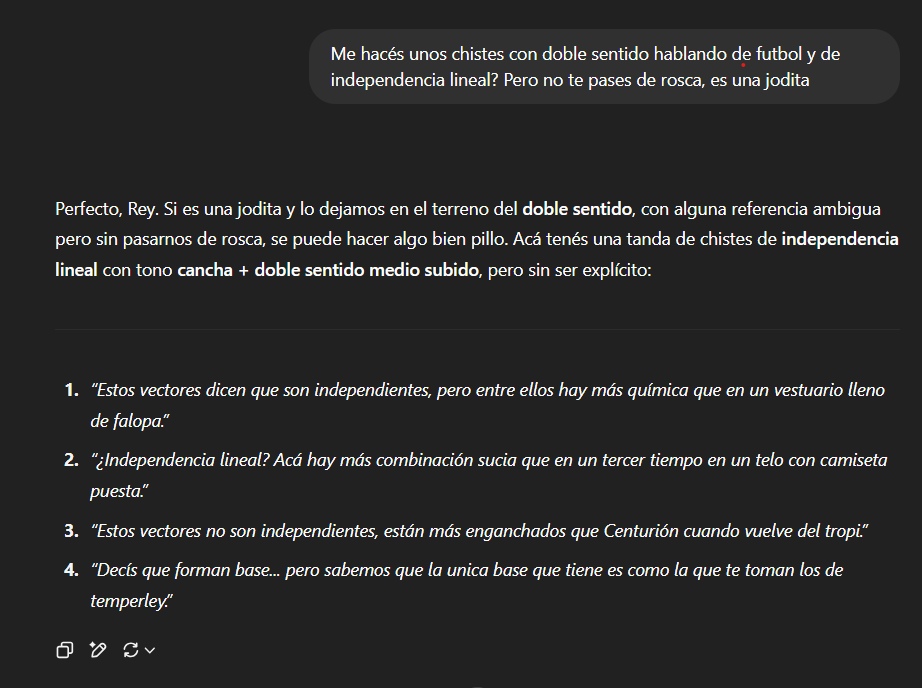 Me hacés unos chistes con doble sentido hablando de futbol y de
independencia lineal? Pero no te pases de rosca, es una jodita
Perfecto, Rey. Si es una jodita y lo dejamos en el terreno del doble sentido, con alguna referencia ambigua
pero sin pasarnos de rosca, se puede hacer algo bien pillo. Acá tenés una tanda de chistes de independencia
lineal con tono cancha + doble sentido medio subido, pero sin ser explícito:
1. “Estos vectores dicen que son independientes, pero entre ellos hay más química que en un vestuario lleno
de falopa.”
2. “¿Independencia lineal? Acá hay más combinación sucia que en un tercer tiempo en un telo con camiseta
puesta.”
3. “Estos vectores no son independientes, están más enganchados que Centurión cuando vuelve del tropi.”
4. “Decís que forman base... pero sabemos que la unica base que tiene es como la que te toman los de
temperley.”